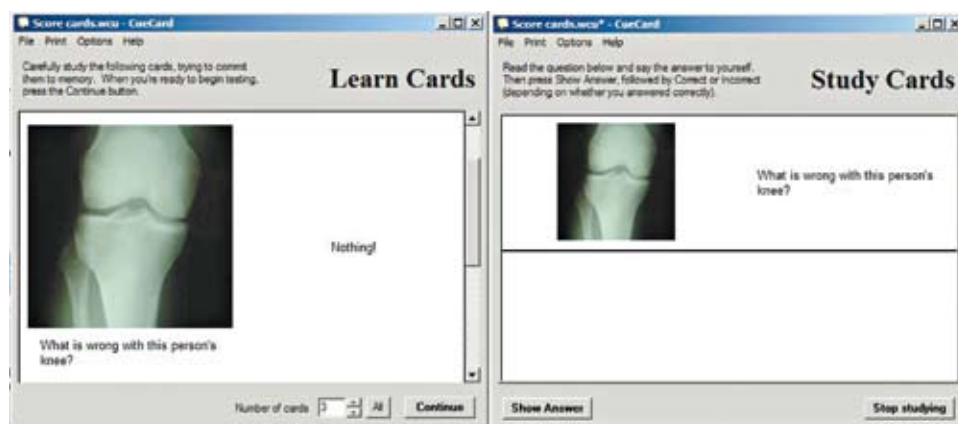 Score cards.wcu - CueCard
File Print Options Help
Carefully study the following cards, trying to commit
them to memory. When you're ready to begin testing,
press the Continue button.
Learn Cards
Nothing!
What is wrong with this person's
knee?
Number of cards 3 All Continue
Score cards.wcu* - CueCard
File Print Options Help
Read the question below and say the answer to yourself.
Then press Show Answer, followed by Correct or Incorrect
(depending on whether you answered correctly).
Study Cards
What is wrong with this person's
knee?
Show Answer Stop studying